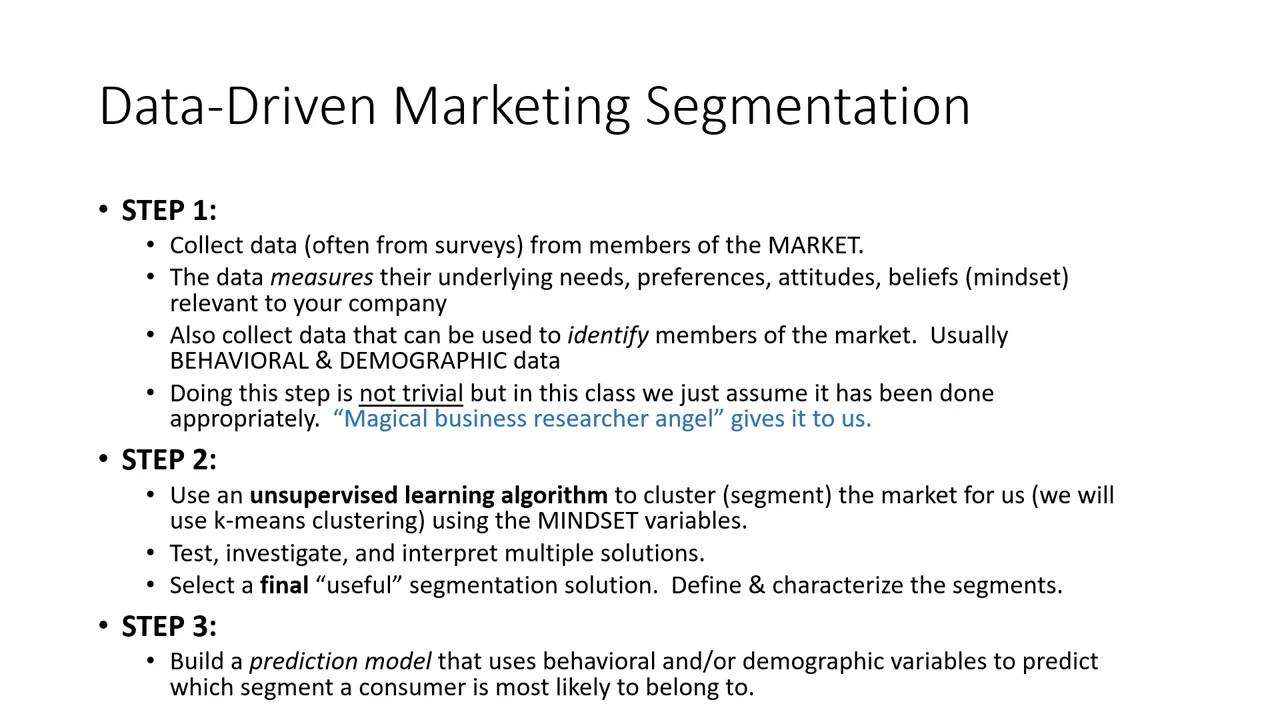 Data-Driven Marketing Segmentation
• STEP 1:
• Collect data (often from surveys) from members of the MARKET.
• The data measures their underlying needs, preferences, attitudes, beliefs (mindset)
relevant to your company
• Also collect data that can be used to identify members of the market.  Usually
BEHAVIORAL & DEMOGRAPHIC data
• Doing this step is not trivial but in this class we just assume it has been done
appropriately.  “Magical business researcher angel” gives it to us.
• STEP 2:
• Use an unsupervised learning algorithm to cluster (segment) the market for us (we will
use k-means clustering) using the MINDSET variables.
• Test, investigate, and interpret multiple solutions.
• Select a final “useful” segmentation solution.  Define & characterize the segments.
• STEP 3:
• Build a prediction model that uses behavioral and/or demographic variables to predict
which segment a consumer is most likely to belong to.